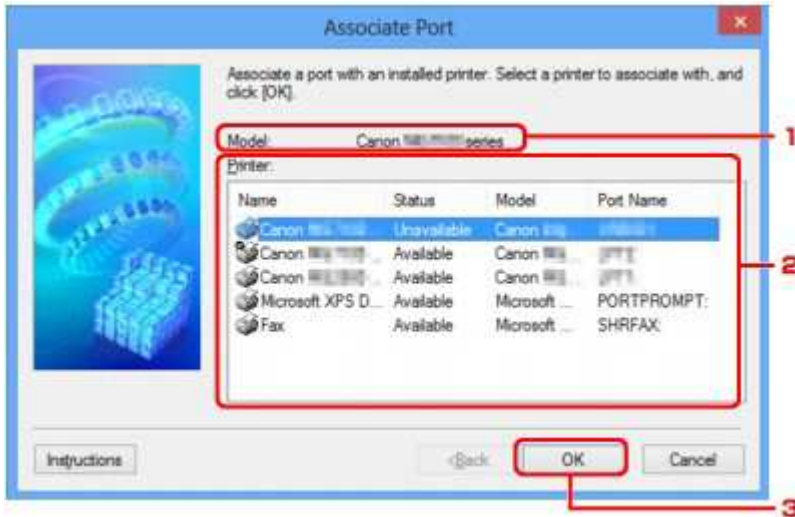 Associate Port
Associate a port with an installed printer. Select a printer to associate with, and
click [OK].
Model: Canon series
1
Printer:
Name Status Model Port Name
Canon Unavailable Canon
Canon ... Available Canon
Canon ... Available Canon
2
Microsoft XPS D... Available Microsoft ... PORTPROMPT:
Fax Available Microsoft ... SHRFAX:
Instructions <Back OK Cancel
3